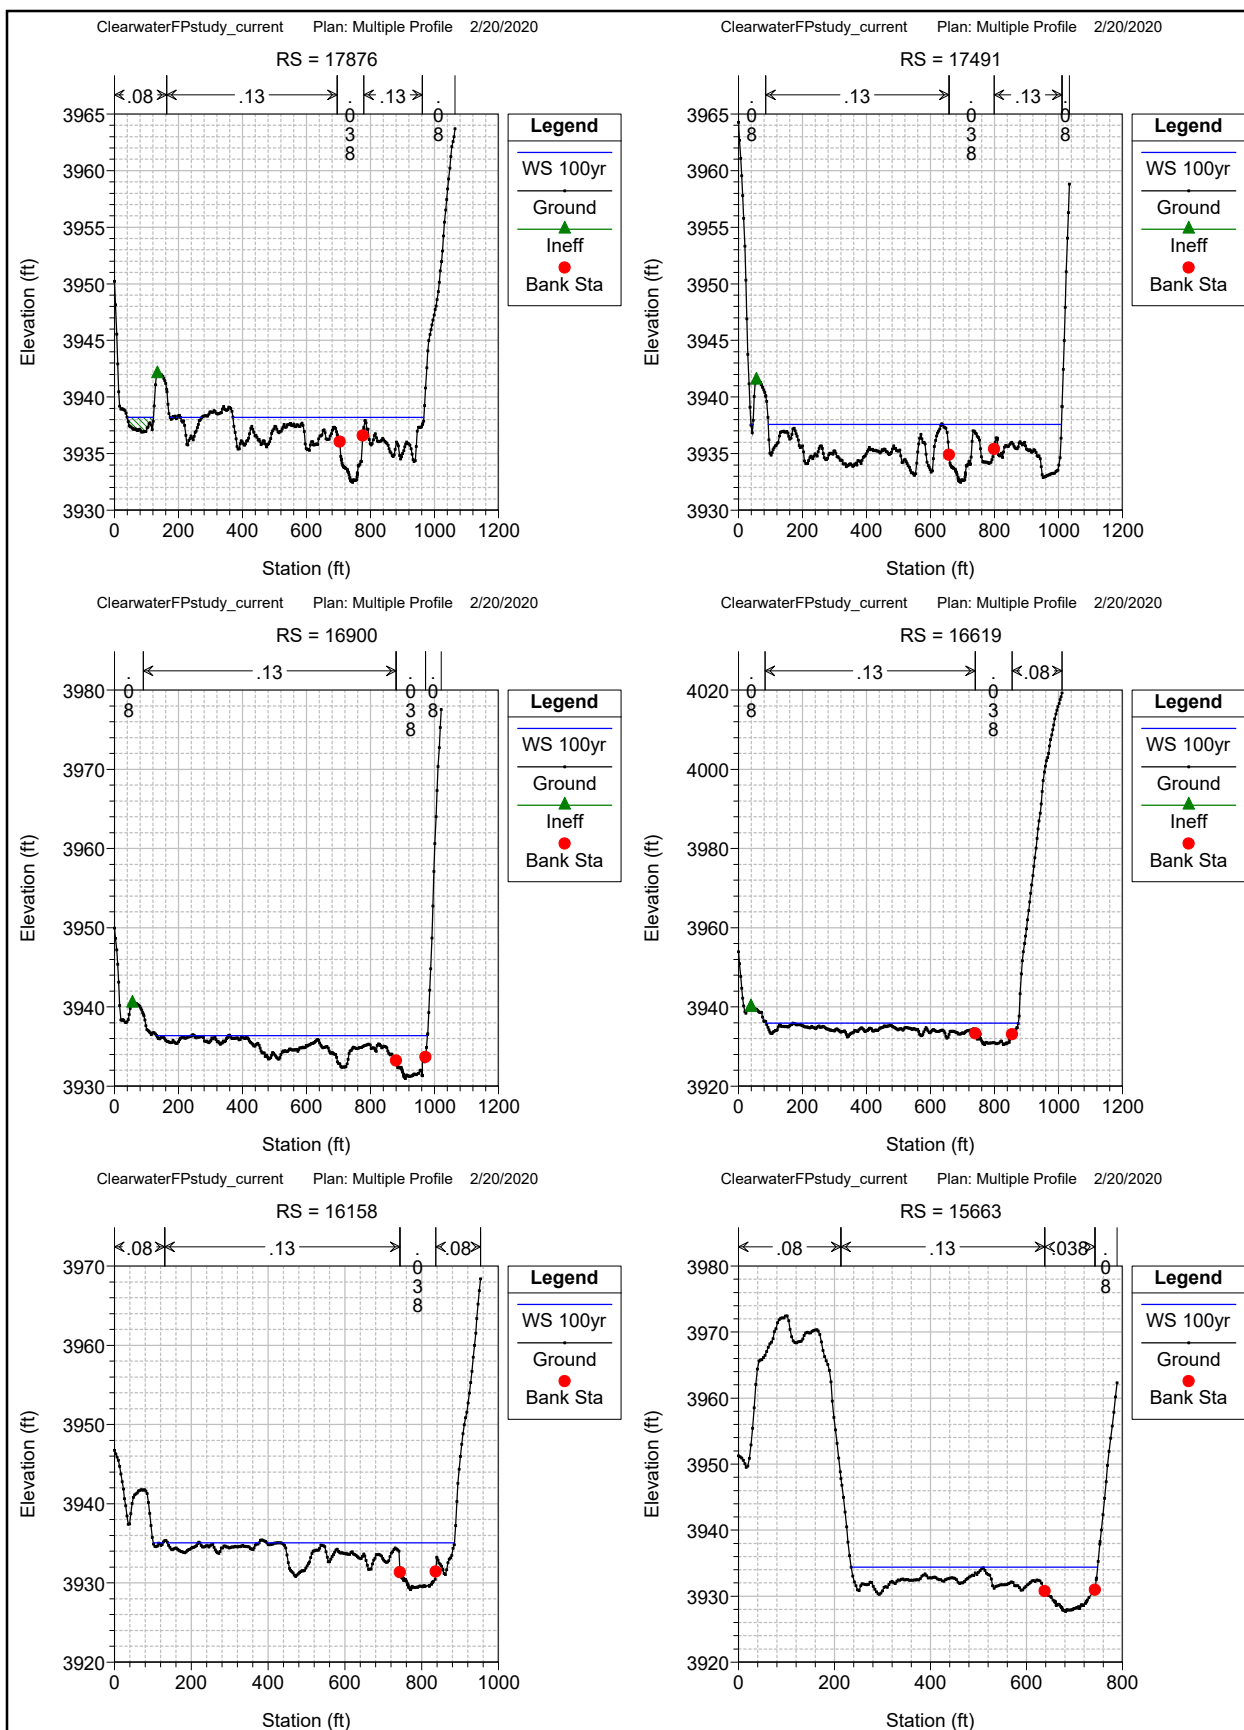 ClearwaterFPstudy_current Plan: Multiple Profile 2/20/2020
RS = 17876
.08 .13 .038 .13 .08
3965
3960
3955
3950
3945
3940
3935
3930
0 200 400 600 800 1000 1200
Elevation (ft)
Station (ft)
Legend
WS 100yr
Ground
Ineff
Bank Sta
ClearwaterFPstudy_current Plan: Multiple Profile 2/20/2020
RS = 17491
.08 .13 .038 .13 .08
3965
3960
3955
3950
3945
3940
3935
3930
0 200 400 600 800 1000 1200
Elevation (ft)
Station (ft)
Legend
WS 100yr
Ground
Ineff
Bank Sta
ClearwaterFPstudy_current Plan: Multiple Profile 2/20/2020
RS = 16900
.08 .13 .038 .08
3980
3970
3960
3950
3940
3930
0 200 400 600 800 1000 1200
Elevation (ft)
Station (ft)
Legend
WS 100yr
Ground
Ineff
Bank Sta
ClearwaterFPstudy_current Plan: Multiple Profile 2/20/2020
RS = 16619
.08 .13 .038 .08
4020
4000
3980
3960
3940
3920
0 200 400 600 800 1000 1200
Elevation (ft)
Station (ft)
Legend
WS 100yr
Ground
Ineff
Bank Sta
ClearwaterFPstudy_current Plan: Multiple Profile 2/20/2020
RS = 16158
.08 .13 .038 .08
3970
3960
3950
3940
3930
3920
0 200 400 600 800 1000
Elevation (ft)
Station (ft)
Legend
WS 100yr
Ground
Bank Sta
ClearwaterFPstudy_current Plan: Multiple Profile 2/20/2020
RS = 15663
.08 .13 .038 .08
3980
3970
3960
3950
3940
3930
3920
0 200 400 600 800
Elevation (ft)
Station (ft)
Legend
WS 100yr
Ground
Bank Sta